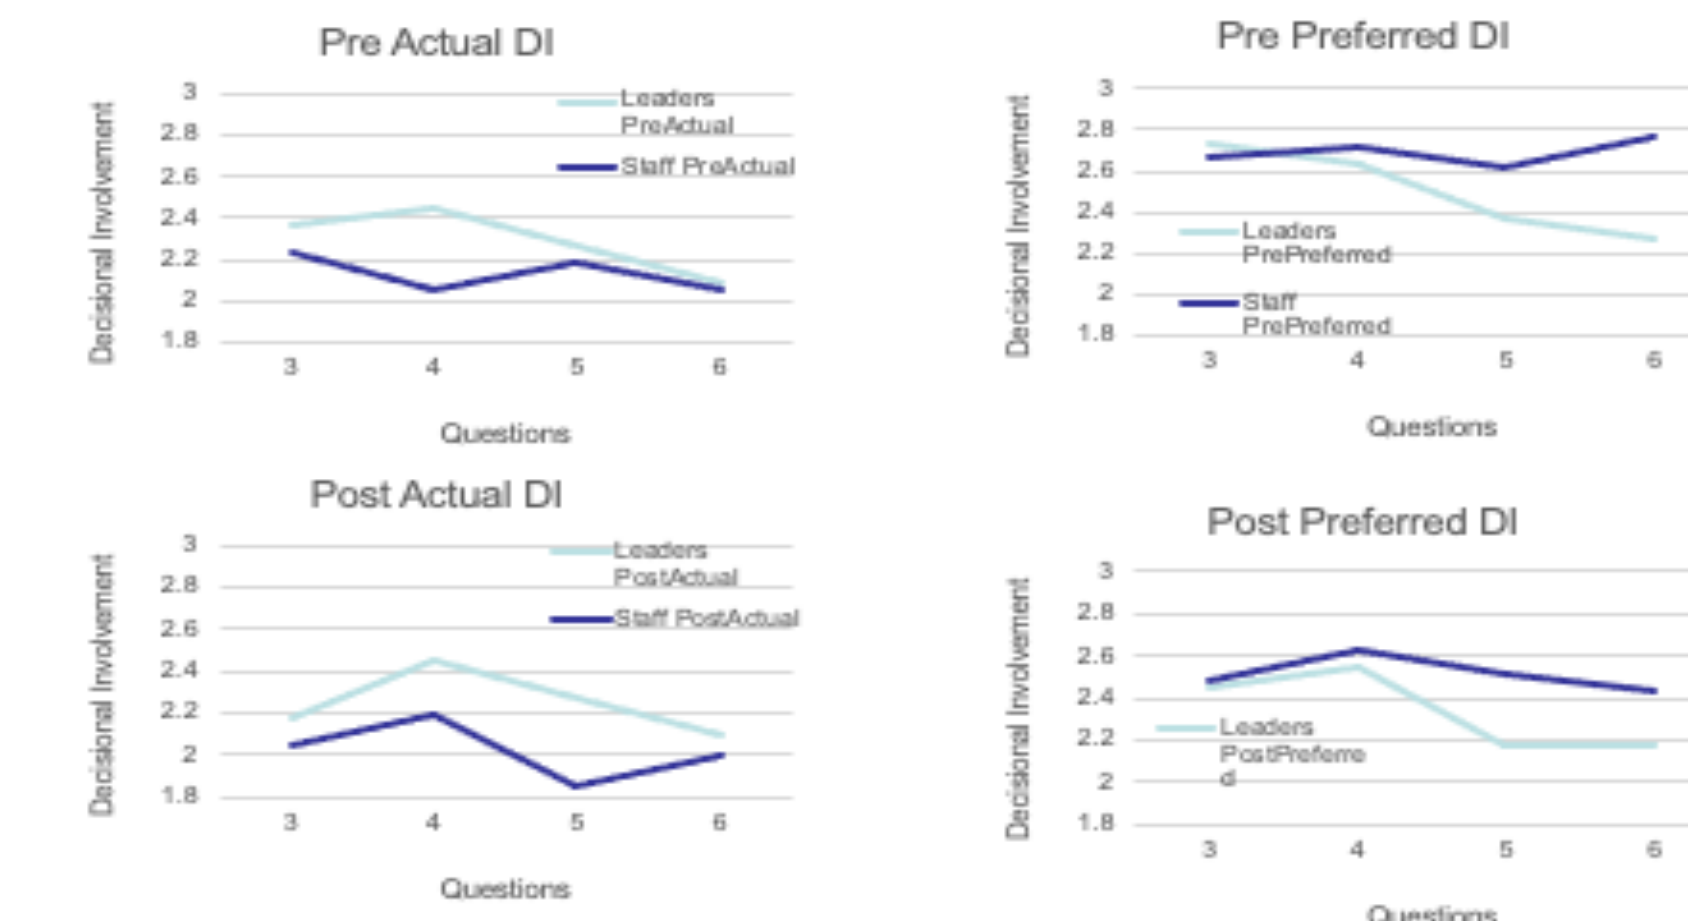 Pre Actual DI
Decisional Involvement
3
2.8
2.6
2.4
2.2
2
1.8
Leaders
PreActual
Staff PreActual
3 4 5 6
Questions
Pre Preferred DI
Decisional Involvement
3
2.8
2.6
2.4
2.2
2
1.8
Leaders
PrePreferred
Staff
PrePreferred
3 4 5 6
Questions
Post Actual DI
Decisional Involvement
3
2.8
2.6
2.4
2.2
2
1.8
Leaders
PostActual
Staff PostActual
3 4 5 6
Questions
Post Preferred DI
Decisional Involvement
3
2.8
2.6
2.4
2.2
2
1.8
Leaders
PostPreferre
d
3 4 5 6
Questions